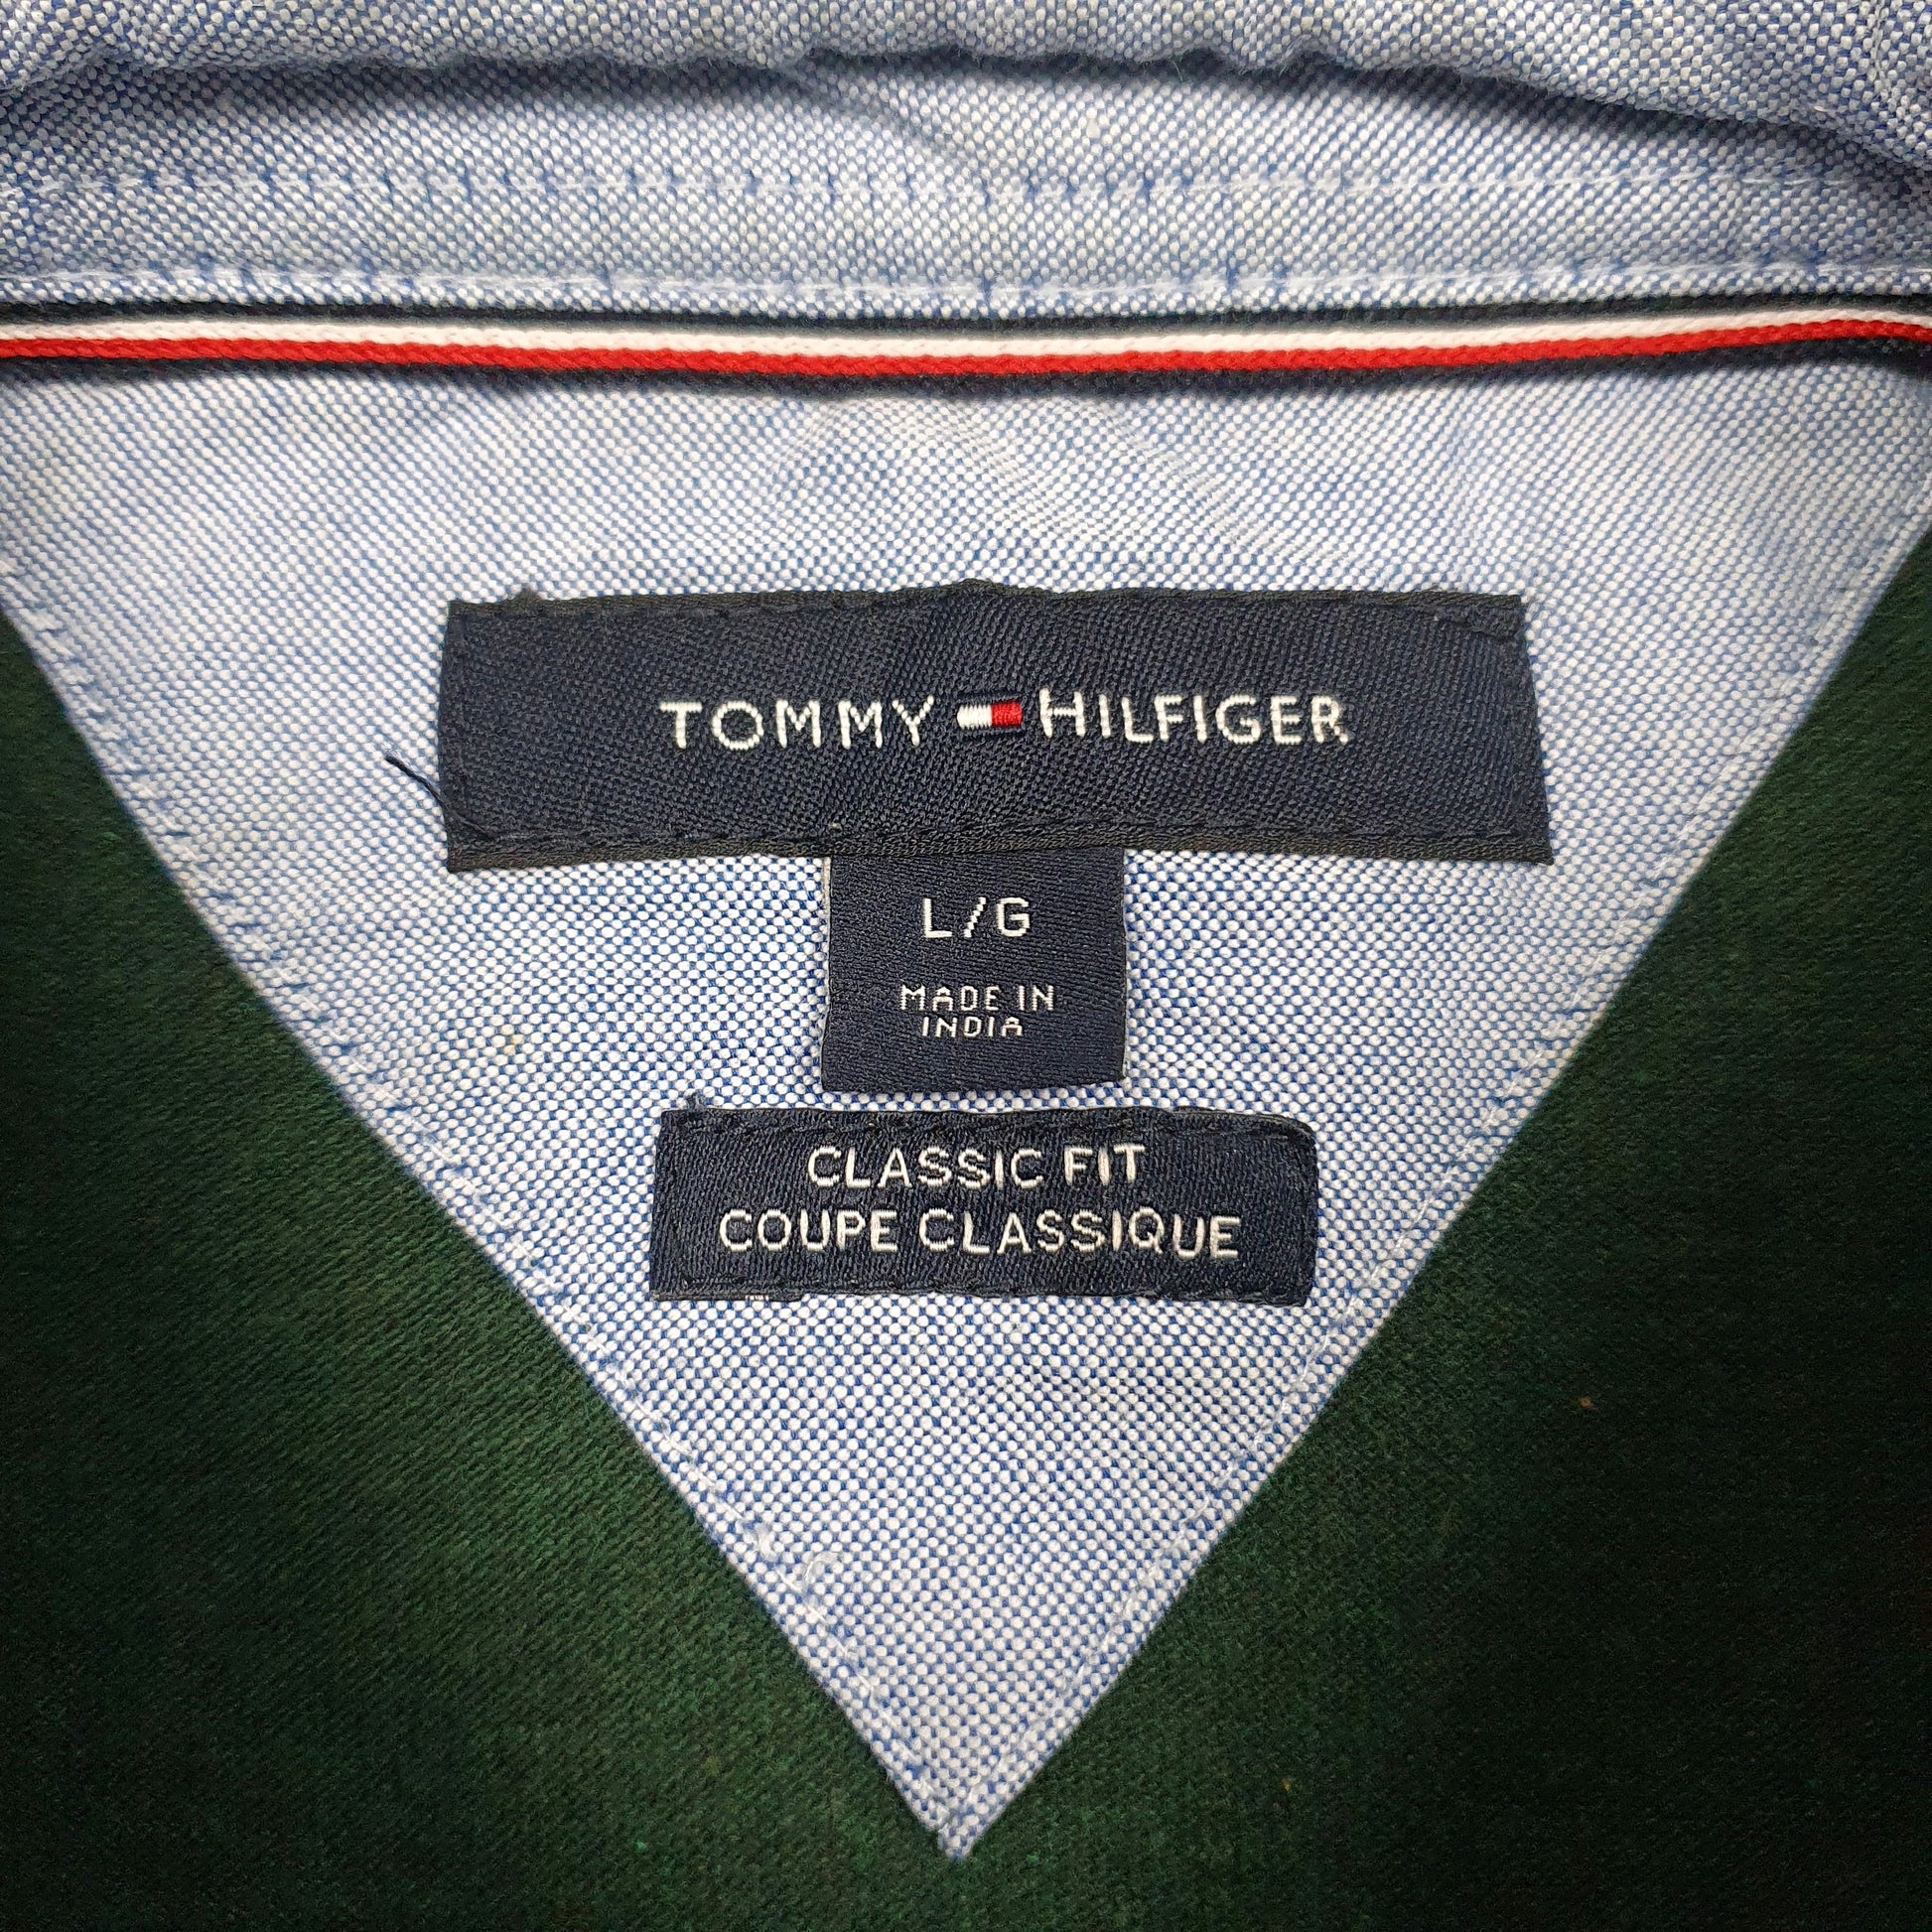 TOMMY HILFIGER
L/G
MADE IN
INDIA
CLASSIC FIT
COUPE CLASSIQUE